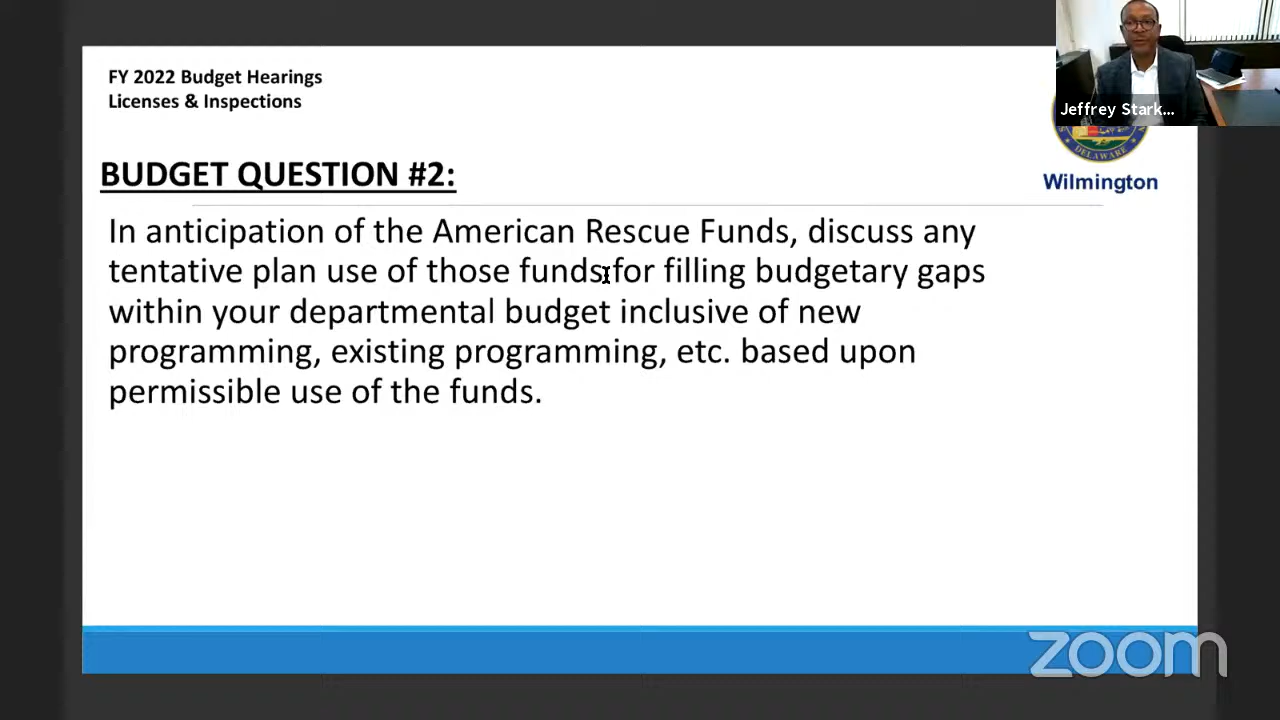 FY 2022 Budget Hearings
Licenses & Inspections
Jeffrey Stark...
DELAWARE
Wilmington
BUDGET QUESTION #2:
In anticipation of the American Rescue Funds, discuss any
tentative plan use of those funds for filling budgetary gaps
within your departmental budget inclusive of new
programming, existing programming, etc. based upon
permissible use of the funds.
zoom